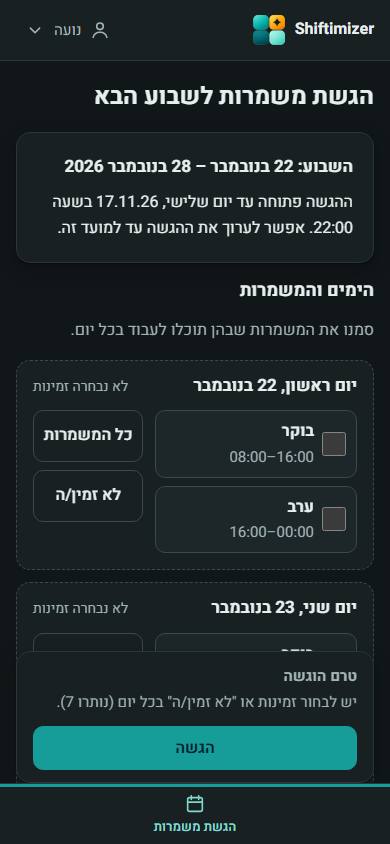 Shiftimizer
נועה
הגשת משמרות לשבוע הבא
השבוע: 22 בנובמבר – 28 בנובמבר 2026
ההגשה פתוחה עד יום שלישי, 17.11.26 בשעה
22:00. אפשר לערוך את ההגשה עד למועד זה.
הימים והמשמרות
סמנו את המשמרות שבהן תוכלו לעבוד בכל יום.
יום ראשון, 22 בנובמבר
לא נבחרה זמינות
בוקר
08:00–16:00
ערב
16:00–00:00
כל המשמרות
לא זמין/ה
יום שני, 23 בנובמבר
לא נבחרה זמינות
טרם הוגשה
יש לבחור זמינות או "לא זמין/ה" בכל יום (נותרו 7).
הגשה
הגשת משמרות